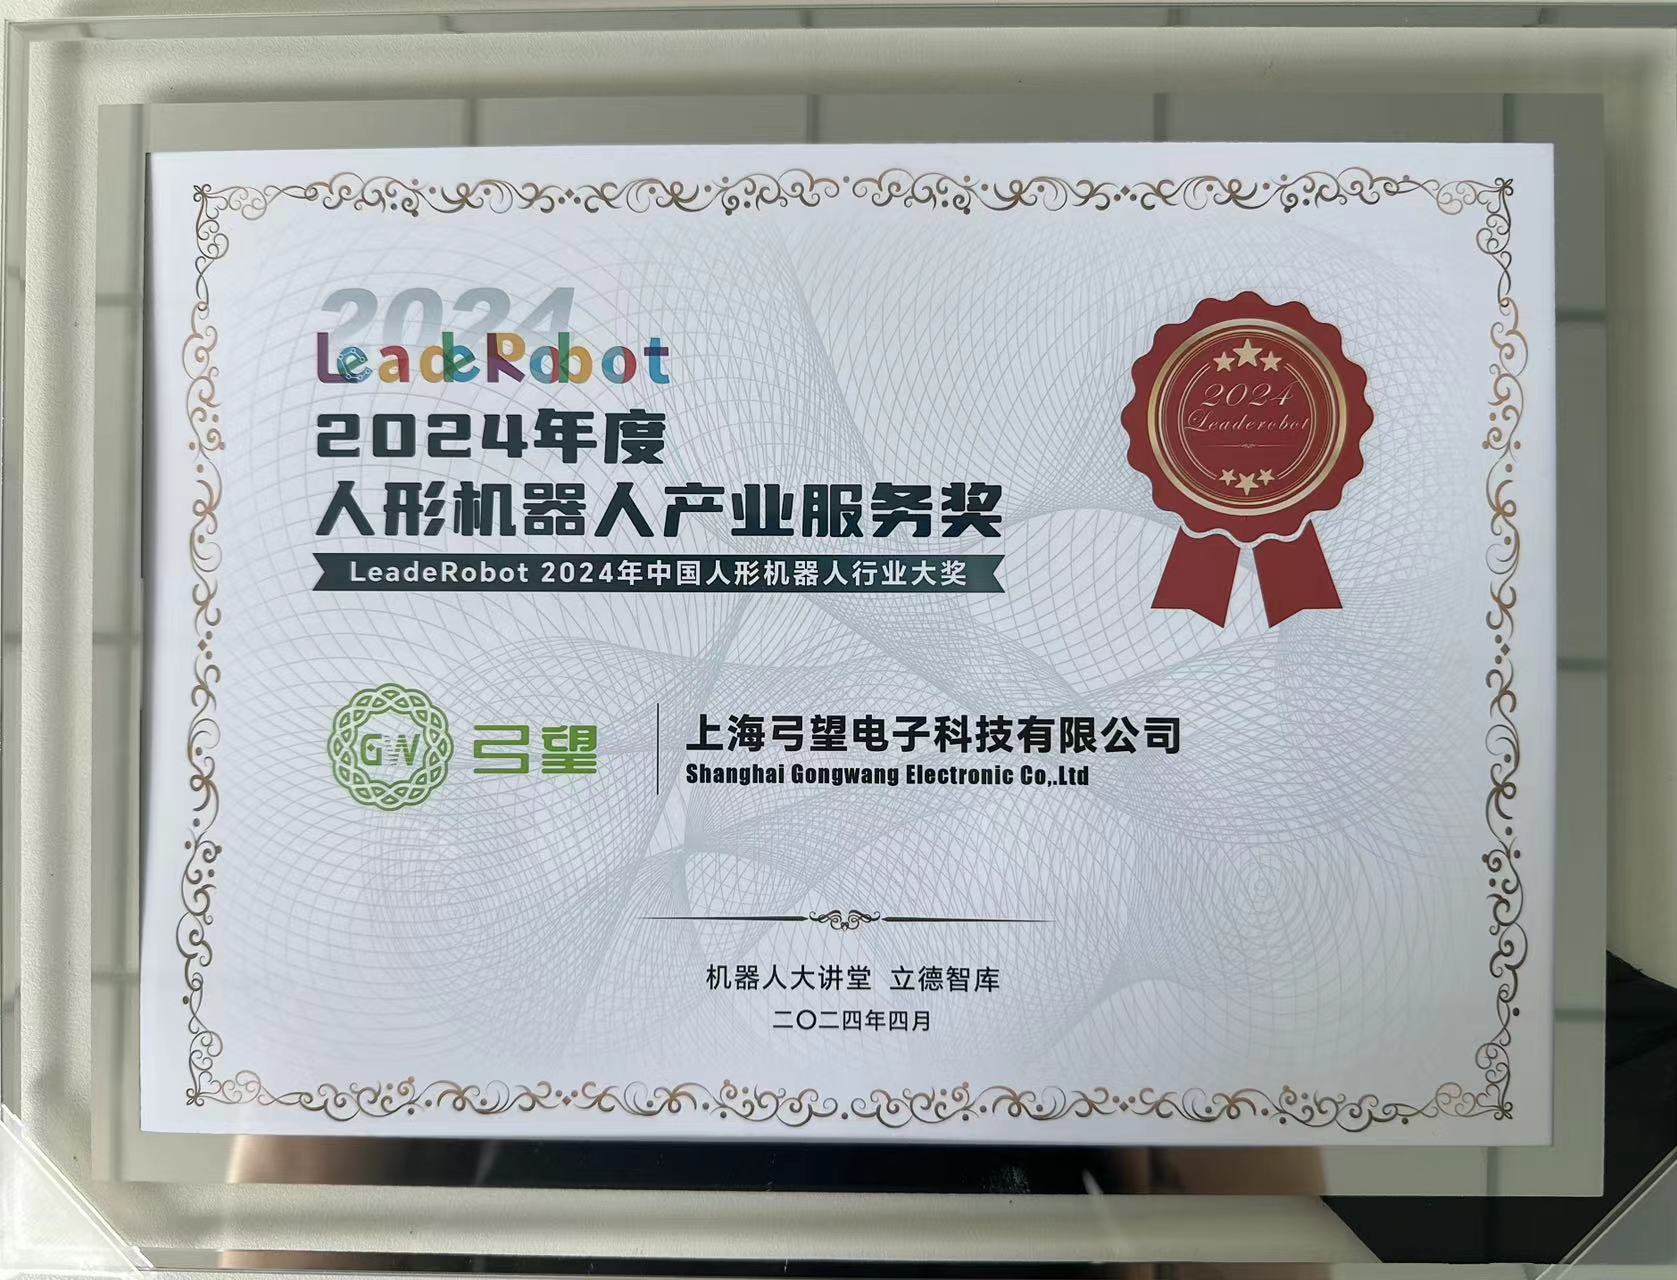 2024
LeadeRobot
2024年度
人形机器人产业服务奖
LeadeRobot 2024年中国人形机器人行业大奖
2024
Leaderobot
GW 弓望
上海弓望电子科技有限公司
Shanghai Gongwang Electronic Co,.Ltd
机器人大讲堂 立德智库
二〇二四年四月